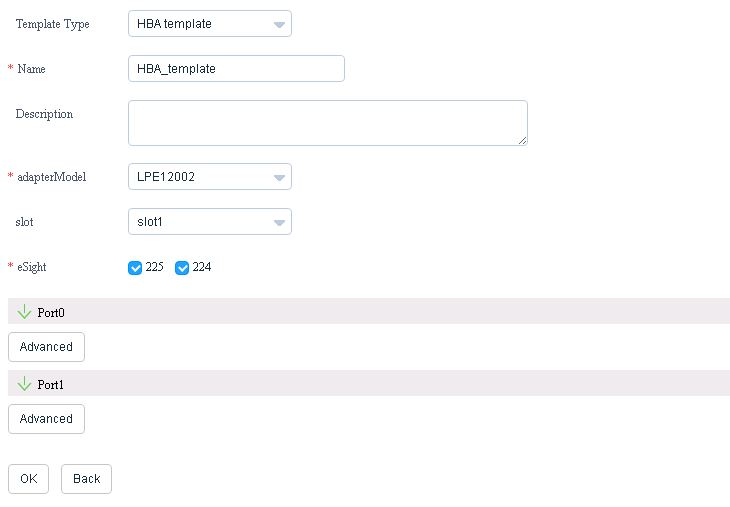 Template Type HBA template
* Name HBA_template
Description
* adapterModel LPE12002
slot slot1
* eSight 225 224
Port0
Advanced
Port1
Advanced
OK Back